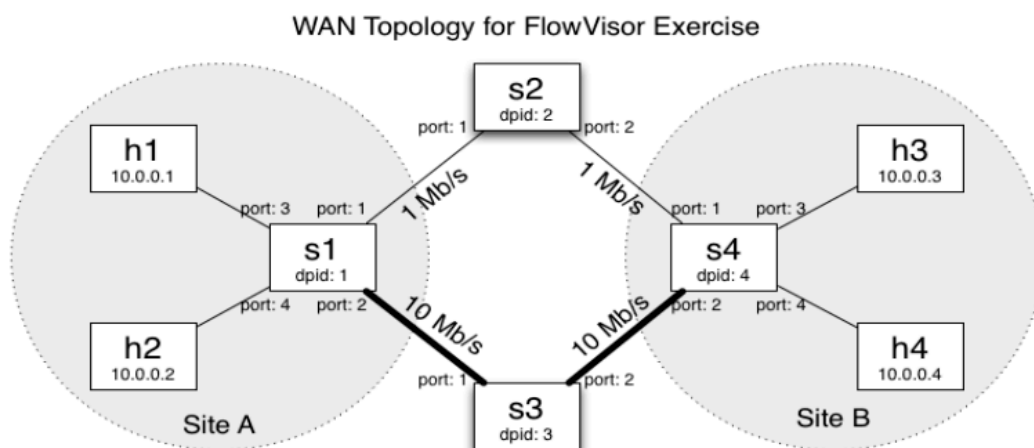 WAN Topology for FlowVisor Exercise
s2
dpid: 2
port: 1
port: 2
h1
10.0.0.1
h3
10.0.0.3
1 Mb/s
1 Mb/s
port: 3
port: 1
port: 1
port: 3
s1
dpid: 1
s4
dpid: 4
port: 4
port: 2
port: 2
port: 4
10 Mb/s
10 Mb/s
h2
10.0.0.2
h4
10.0.0.4
port: 1
port: 2
s3
dpid: 3
Site A
Site B